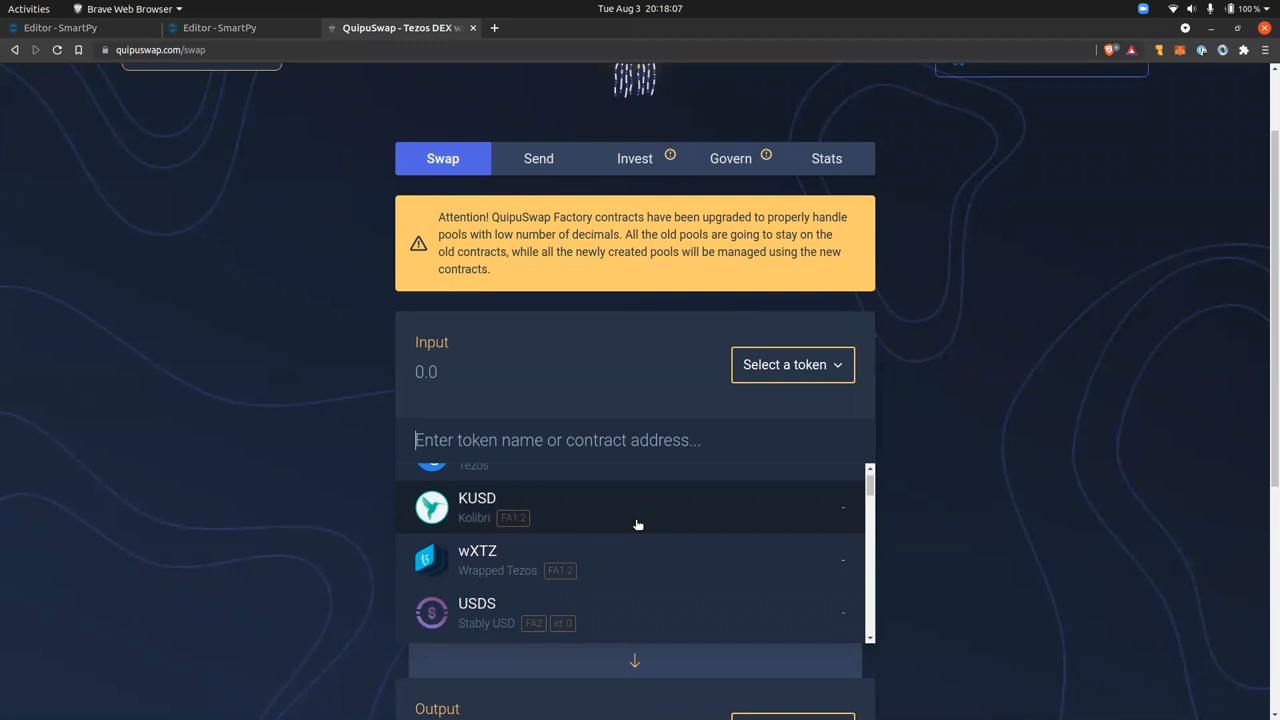 Activities
Brave Web Browser
Tue Aug 3 20:18:07
100 %
Editor - SmartPy
Editor - SmartPy
QuipuSwap - Tezos DEX w
quipuswap.com/swap
Swap
Send
Invest
Govern
Stats
Attention! QuipuSwap Factory contracts have been upgraded to properly handle
pools with low number of decimals. All the old pools are going to stay on the
old contracts, while all the newly created pools will be managed using the new
contracts.
Input
0.0
Select a token
Enter token name or contract address...
Tezos
KUSD
-
Kolibri FA1.2
wXTZ
-
Wrapped Tezos FA1.2
USDS
-
Stably USD FA2 id: 0
Output